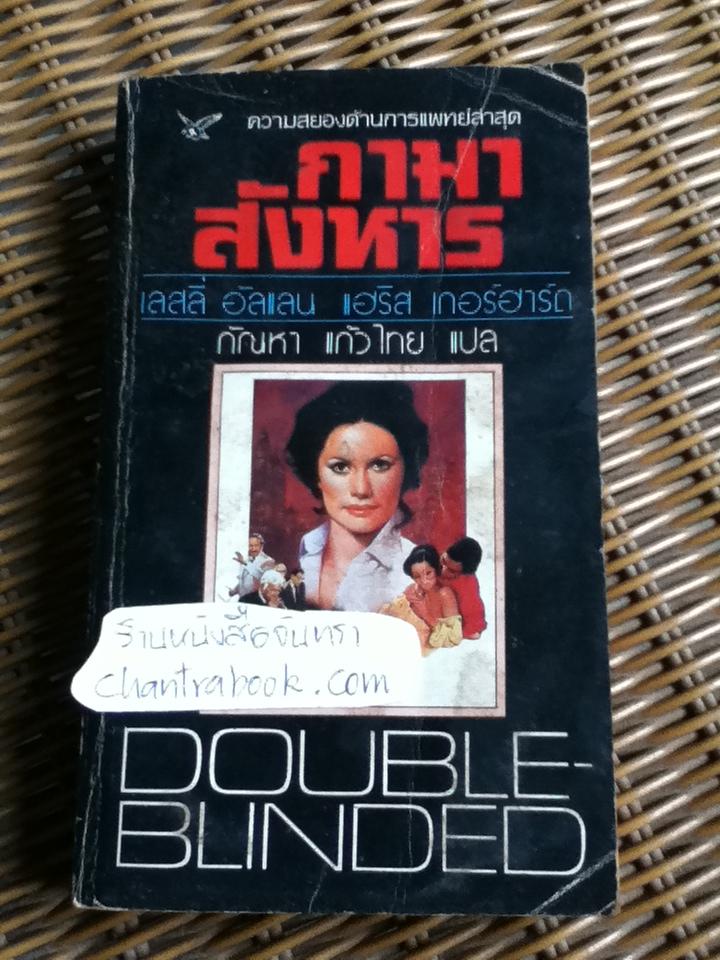 ความสยองด้านการแพทย์ล่าสุด
กามา
สังหาร
เลสลี่ อัลแลน แฮริส เกอร์ฮาร์ด
กัณหา แก้วไทย แปล
ร้านหนังสือจันทรา
chantrabook.com
DOUBLE-
BLINDED